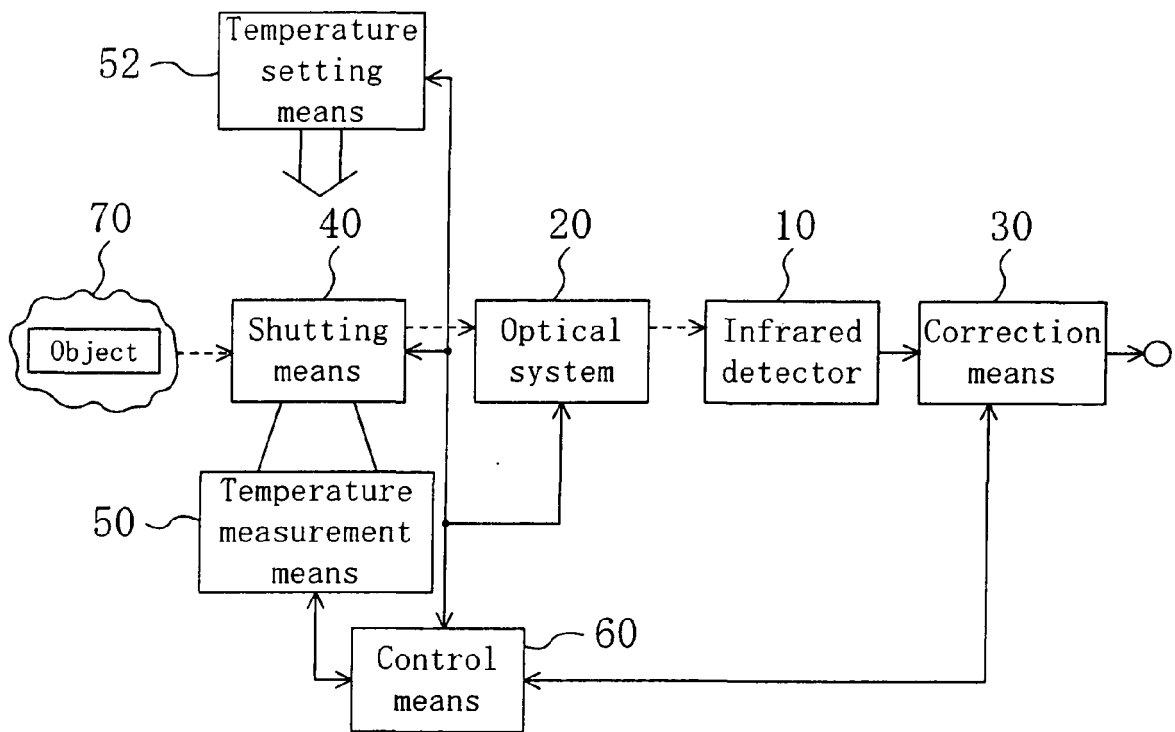 52
Temperature
setting
means
70
40
20
10
30
Object
Shutting
means
Optical
system
Infrared
detector
Correction
means
50
Temperature
measurement
means
60
Control
means